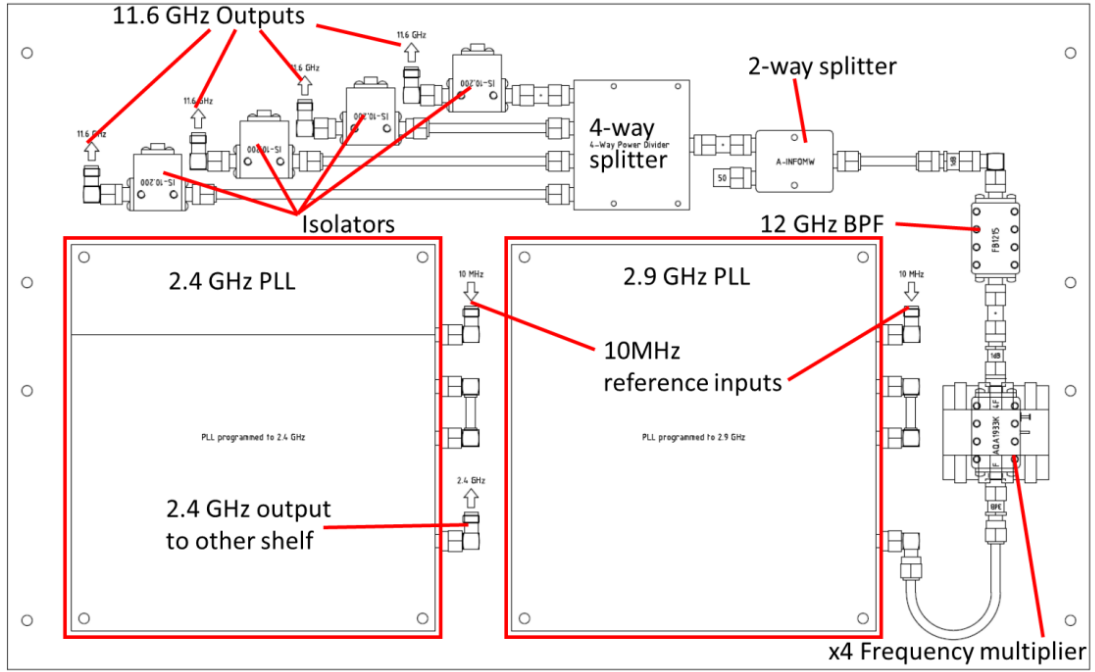 11.6 GHz Outputs
11.6 GHz
11.6 GHz
11.6 GHz
11.6 GHz
IS-10,200
IS-10,200
IS-10,200
IS-10,200
2-way splitter
4-way
4-Way Power Divider
splitter
A-INFOMW
50
1dB
Isolators
12 GHz BPF
FB1215
2.4 GHz PLL
10 MHz
2.9 GHz PLL
10 MHz
10MHz
reference inputs
1dB
4F
AQA1933K
F
3dB
PLL programmed to 2.4 GHz
PLL programmed to 2.9 GHz
2.4 GHz
2.4 GHz output
to other shelf
x4 Frequency multiplier